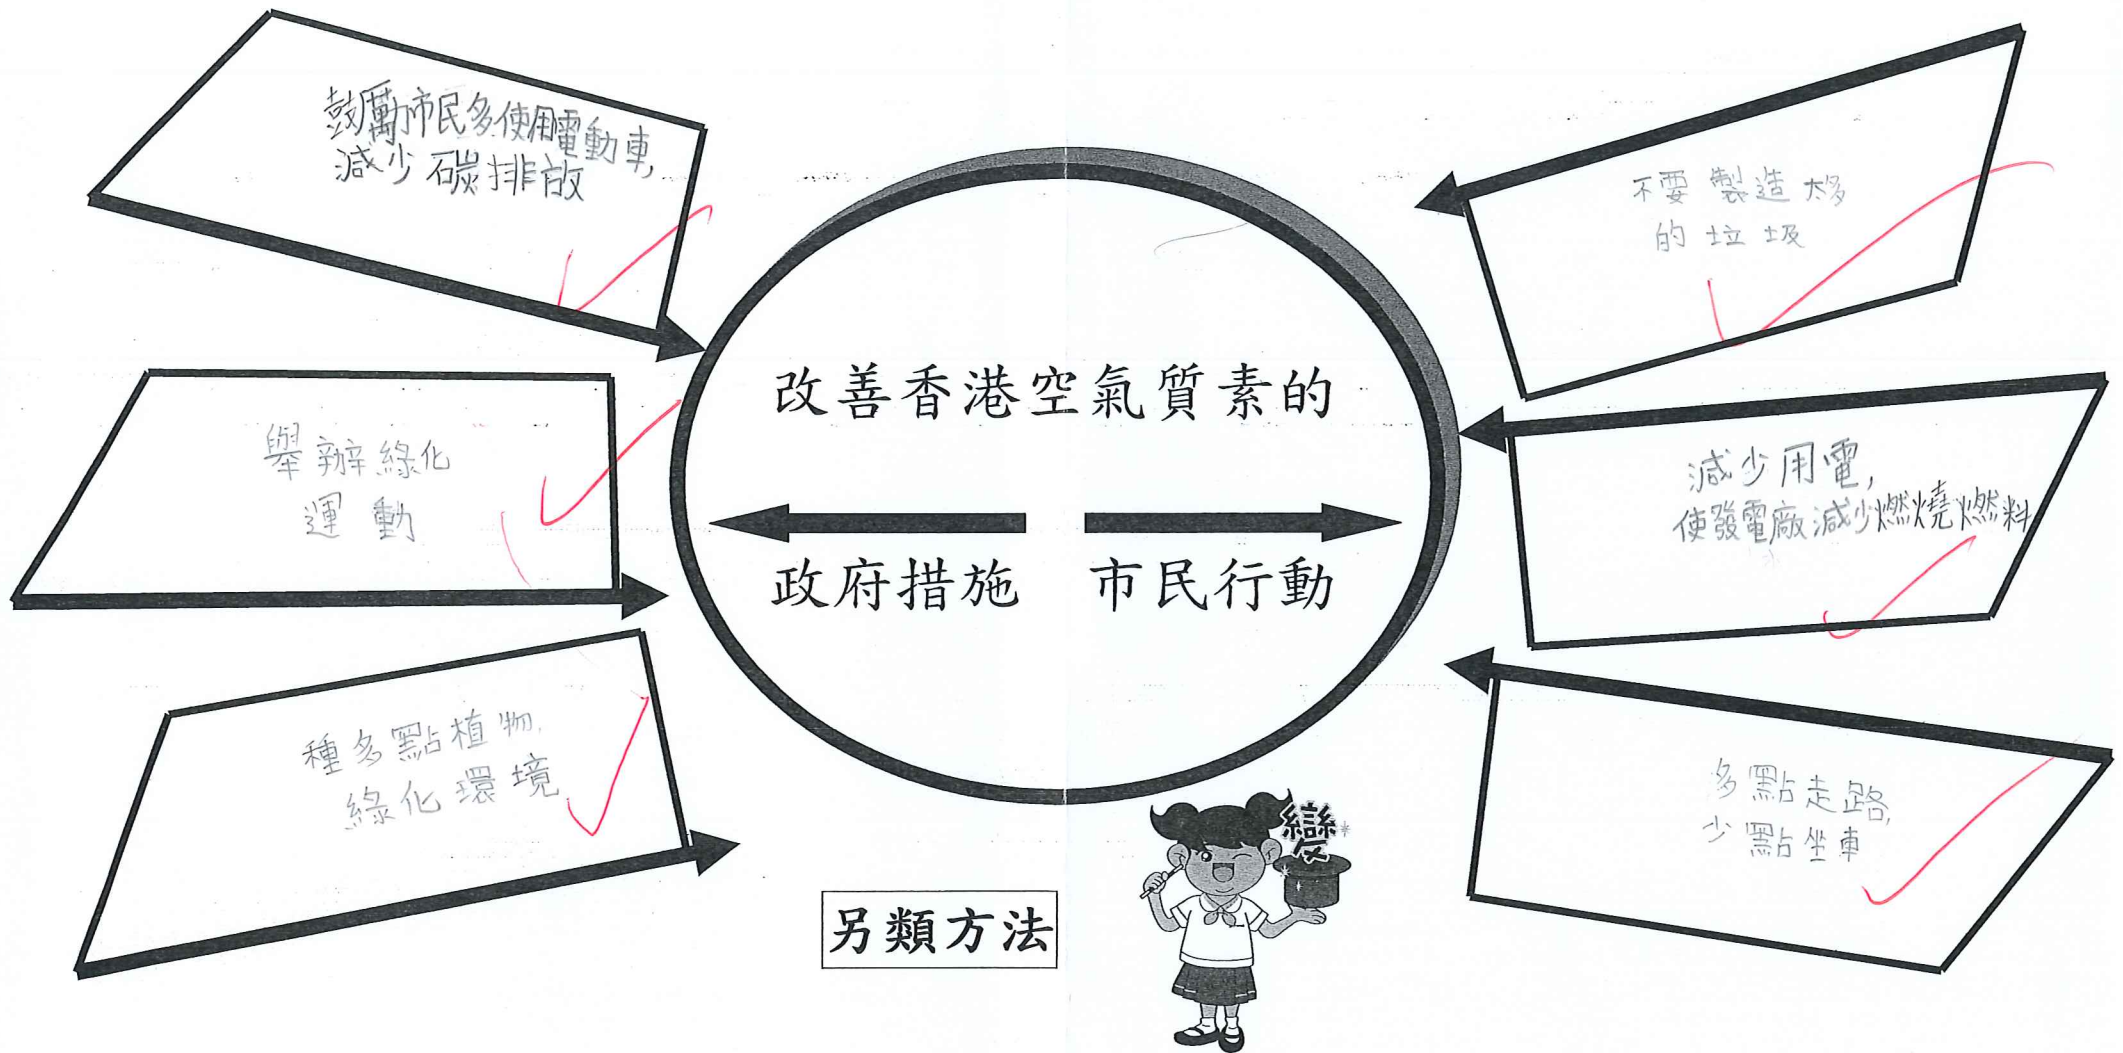 鼓勵市民多使用電動車,
減少碳排放
舉辦綠化
運動
種多點植物,
綠化環境
改善香港空氣質素的
政府措施
市民行動
不要製造太多
的垃圾
減少用電,
使發電廠減少燃燒燃料
多點走路,
少點坐車
變
另類方法